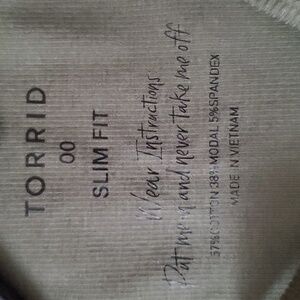 TORRID
00
SLIM FIT
Wear Instructions
Put me on and never take me off
57% COTTON 38% MODAL 5% SPANDEX
MADE IN VIETNAM